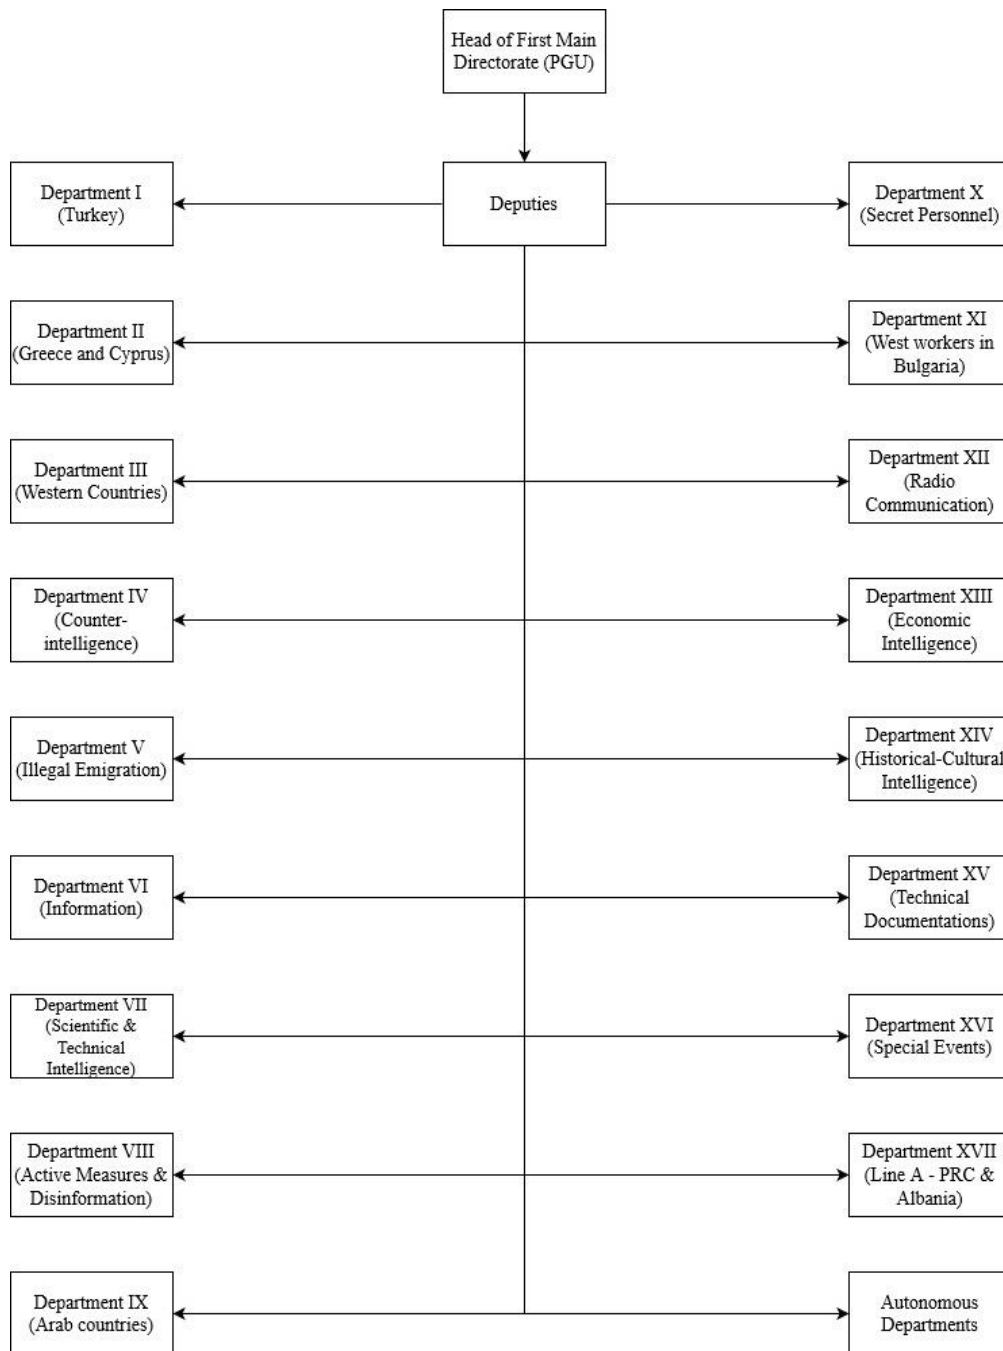 Head of First Main
Directorate (PGU)
Department I
(Turkey)
Deputies
Department X
(Secret Personnel)
Department II
(Greece and Cyprus)
Department XI
(West workers in
Bulgaria)
Department III
(Western Countries)
Department XII
(Radio
Communication)
Department IV
(Counter-
intelligence)
Department XIII
(Economic
Intelligence)
Department V
(Illegal Emigration)
Department XIV
(Historical-Cultural
Intelligence)
Department VI
(Information)
Department XV
(Technical
Documentations)
Department VII
(Scientific &
Technical
Intelligence)
Department XVI
(Special Events)
Department VIII
(Active Measures &
Disinformation)
Department XVII
(Line A - PRC &
Albania)
Department IX
(Arab countries)
Autonomous
Departments